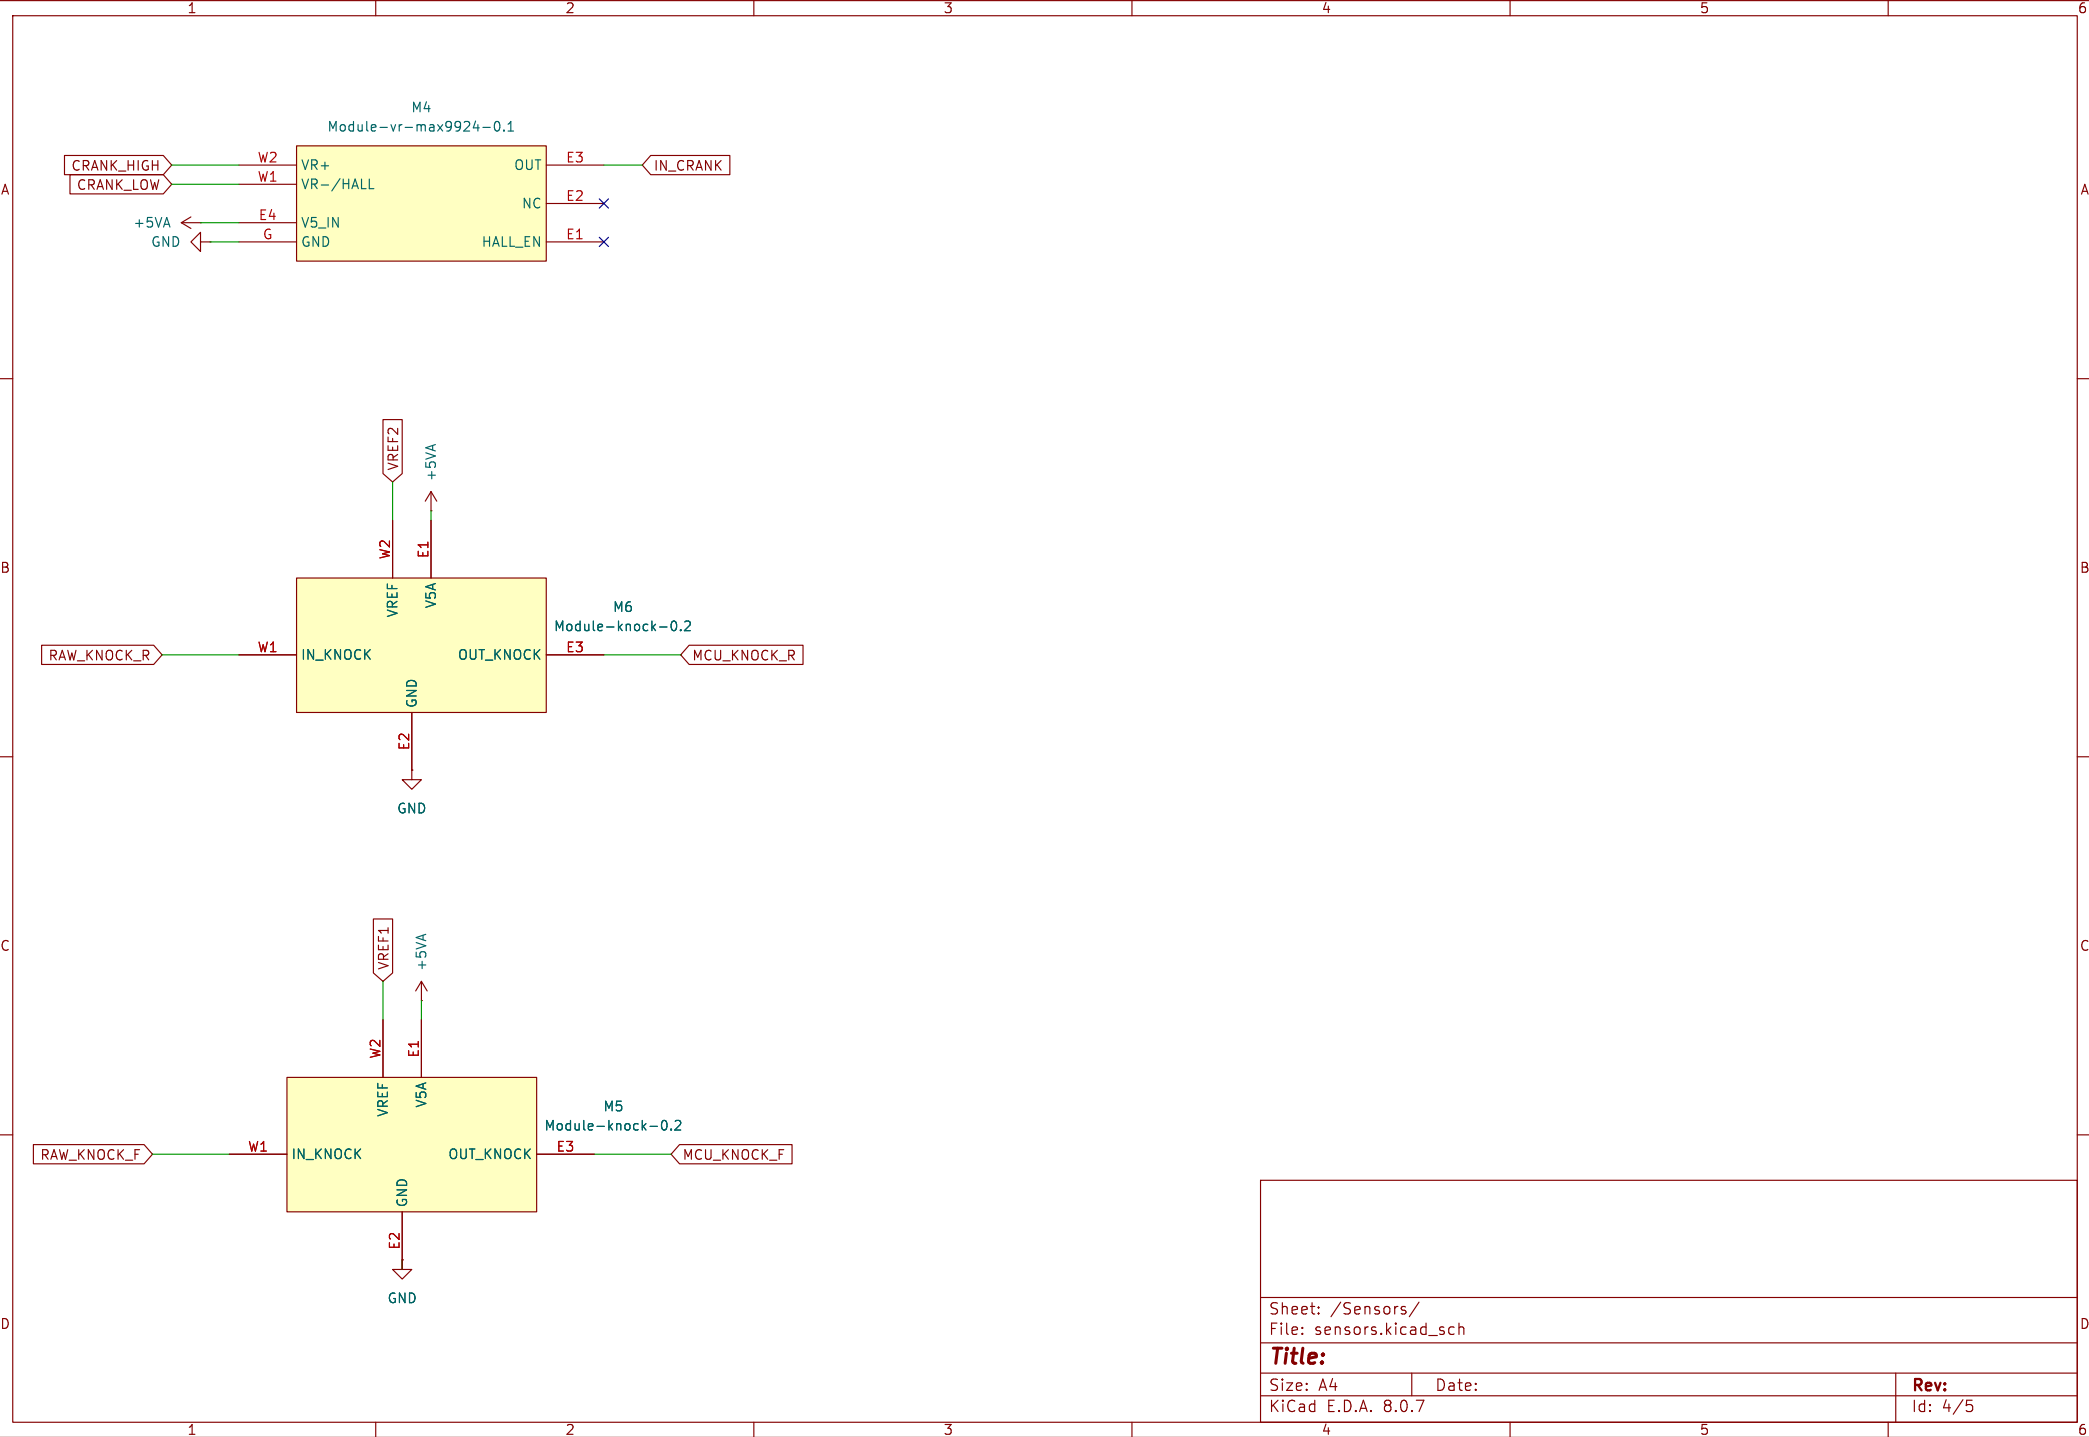 1 2 3 4 5 6
A A
B B
C C
D D
M4
Module-vr-max9924-0.1
CRANK_HIGH W2 VR+ OUT E3 IN_CRANK
CRANK_LOW W1 VR-/HALL
NC E2
+5VA E4 V5_IN
GND G GND HALL_EN E1
VREF2
+5VA
W2
E1
VREF
V5A
M6
Module-knock-0.2
RAW_KNOCK_R W1 IN_KNOCK OUT_KNOCK E3 MCU_KNOCK_R
GND
E2
GND
VREF1
+5VA
W2
E1
VREF
V5A
M5
Module-knock-0.2
RAW_KNOCK_F W1 IN_KNOCK OUT_KNOCK E3 MCU_KNOCK_F
GND
E2
GND
Sheet: /Sensors/
File: sensors.kicad_sch
Title:
Size: A4 Date: Rev:
KiCad E.D.A. 8.0.7 Id: 4/5
1 2 3 4 5 6